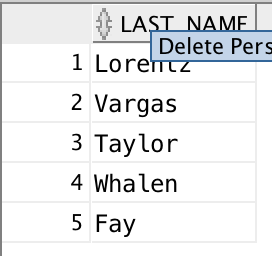 LAST_NAME
Delete Pers
1 Lorentz
2 Vargas
3 Taylor
4 Whalen
5 Fay